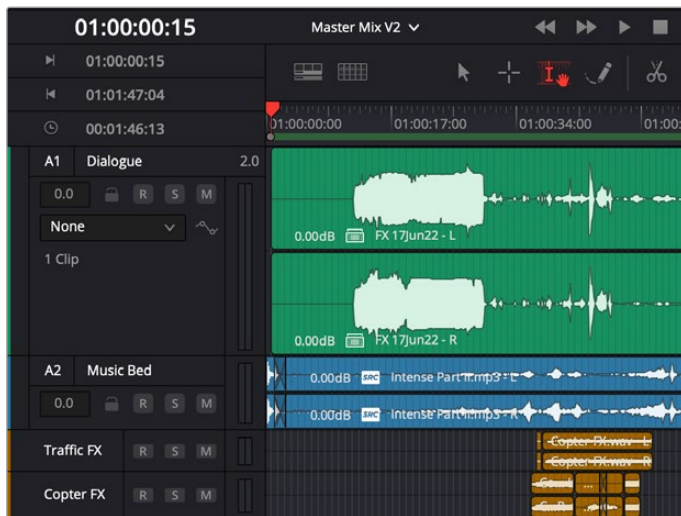 01:00:00:15
Master Mix V2
01:00:00:15
01:01:47:04
00:01:46:13
01:00:00:00 01:00:17:00 01:00:34:00 01:00:
A1 Dialogue 2.0
0.0 R S M
None
1 Clip
0.00dB FX 17Jun22 - L
0.00dB FX 17Jun22 - R
A2 Music Bed
0.0 R S M
0.00dB SRC Intense Part II.mp3 - L
0.00dB SRC Intense Part II.mp3 - R
Traffic FX R S M
Copter FX.wav - L
Copter FX.wav - R
Copter FX R S M